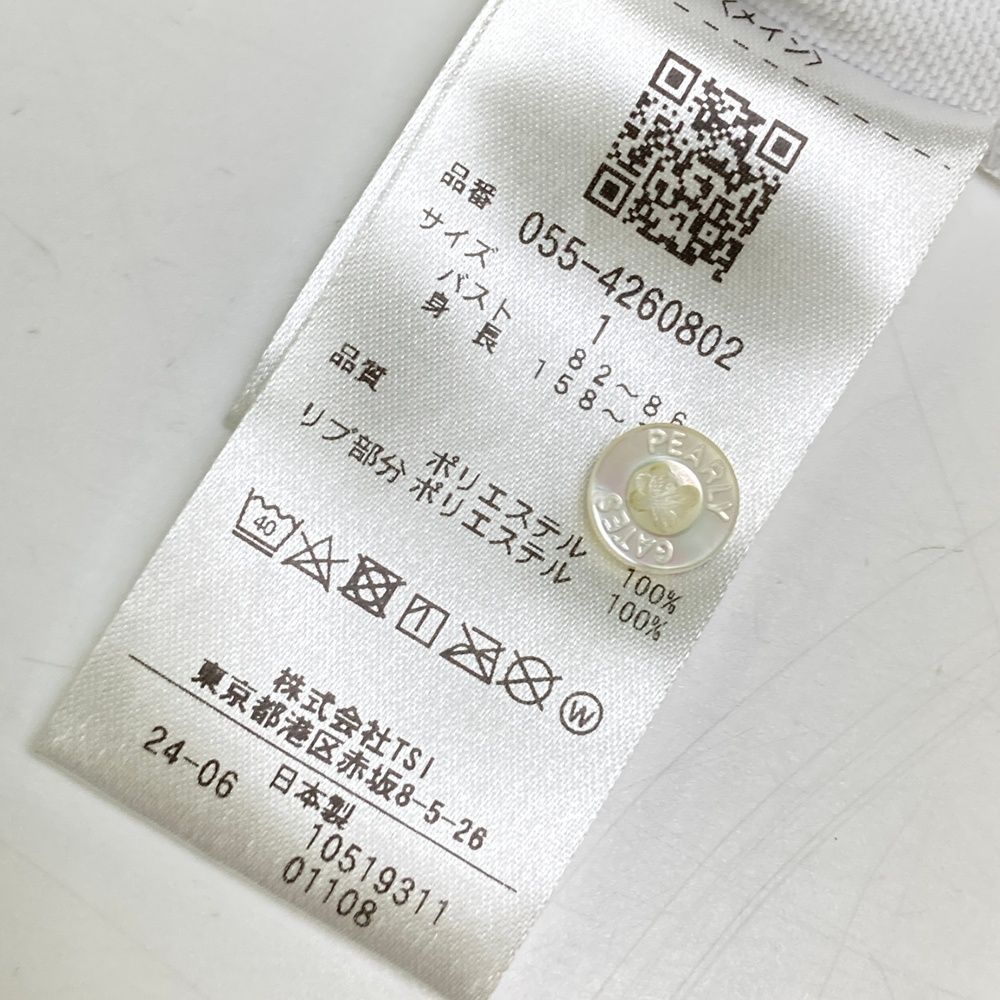 〈メイン〉
品番 055-4260802
サイズ 1
バスト 82～86
身長 158～
品質
ポリエステル 100%
リブ部分 ポリエステル 100%
PEARLY GATES
40
W
株式会社TSI
東京都港区赤坂8-5-26
24-06 日本製
10519311
01108